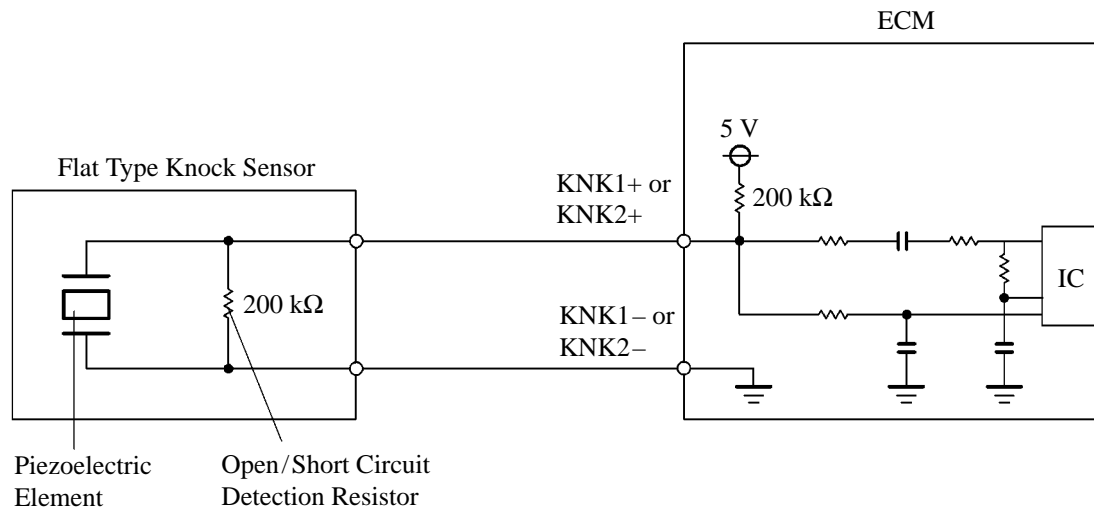 ECM
5 V
200 kΩ
Flat Type Knock Sensor
KNK1+ or
KNK2+
IC
200 kΩ
KNK1– or
KNK2–
Piezoelectric
Element
Open/Short Circuit
Detection Resistor